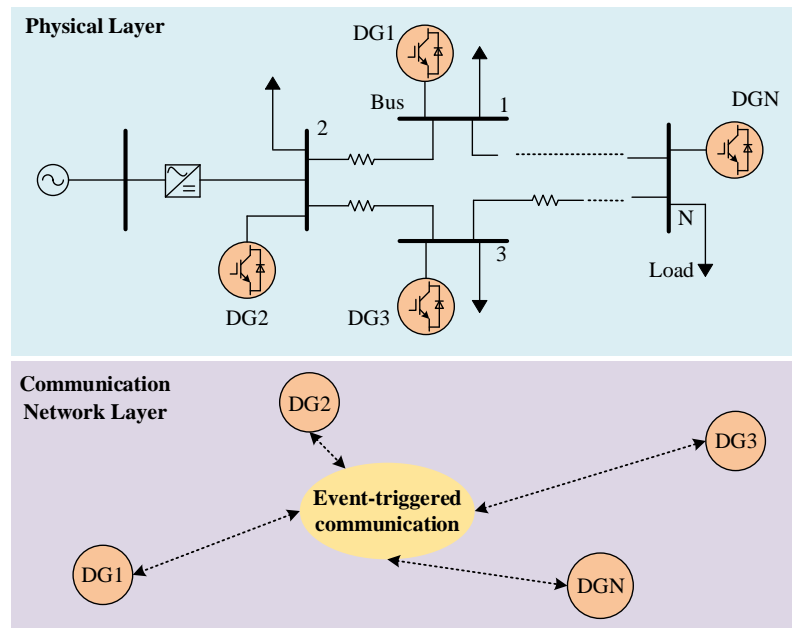 Physical Layer
DG1
DGN
Bus
1
2
N
3
Load
DG2
DG3
Communication
Network Layer
DG2
DG3
Event-triggered
communication
DG1
DGN